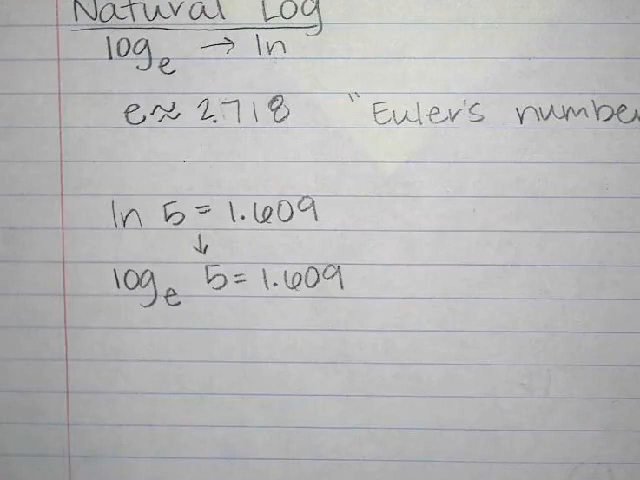 Natural Log
logₑ → ln
e ≈ 2.718 "Euler's number
ln 5 = 1.609
↓
logₑ 5 = 1.609